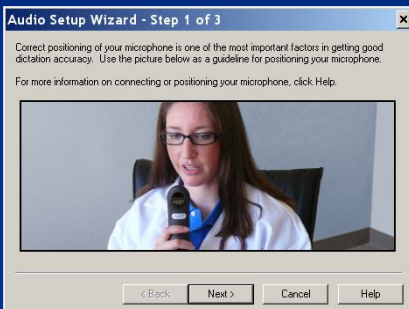 Audio Setup Wizard - Step 1 of 3
Correct positioning of your microphone is one of the most important factors in getting good
dictation accuracy. Use the picture below as a guideline for positioning your microphone.
For more information on connecting or positioning your microphone, click Help.
< Back Next > Cancel Help